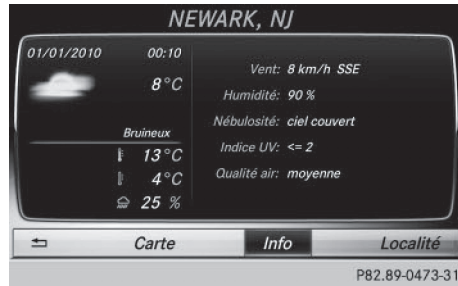 NEWARK, NJ
01/01/2010 00:10
8°C
Bruineux
13°C
4°C
25 %
Vent: 8 km/h SSE
Humidité: 90 %
Nébulosité: ciel couvert
Indice UV: <= 2
Qualité air: moyenne
Carte Info Localité
P82.89-0473-31